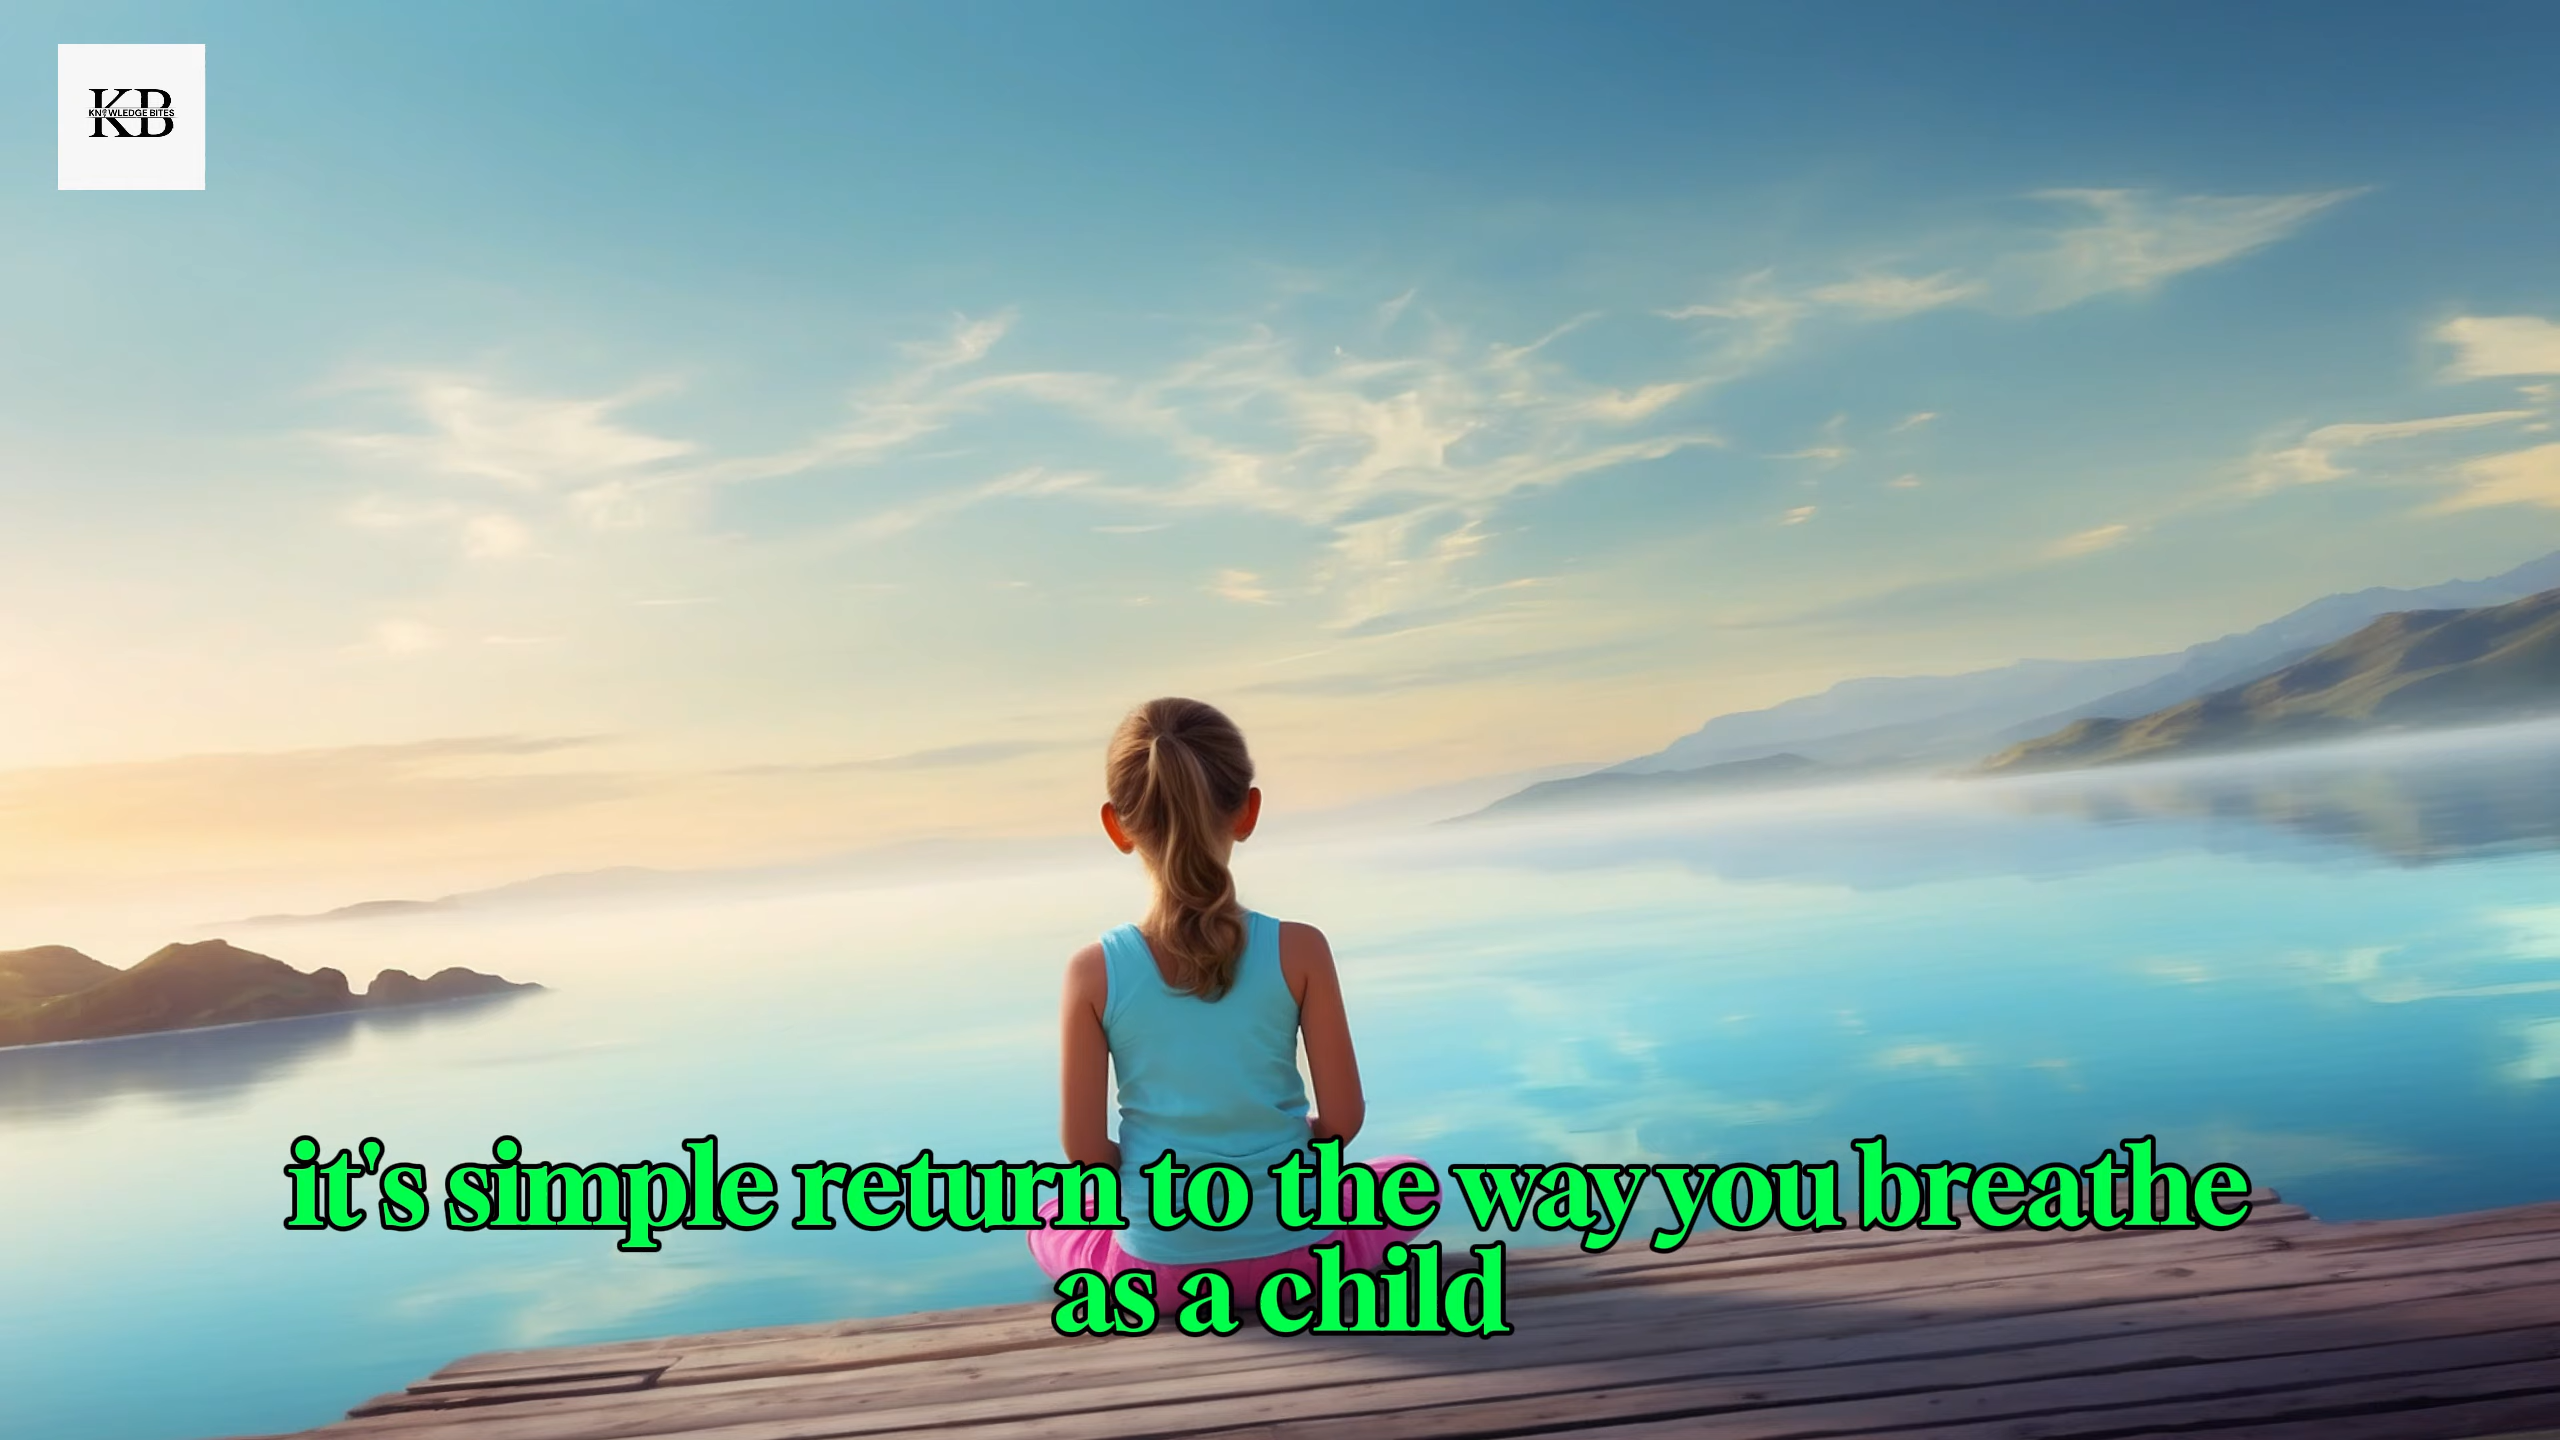 KB
KNOWLEDGE BITES
it's simple return to the way you breathe
as a child